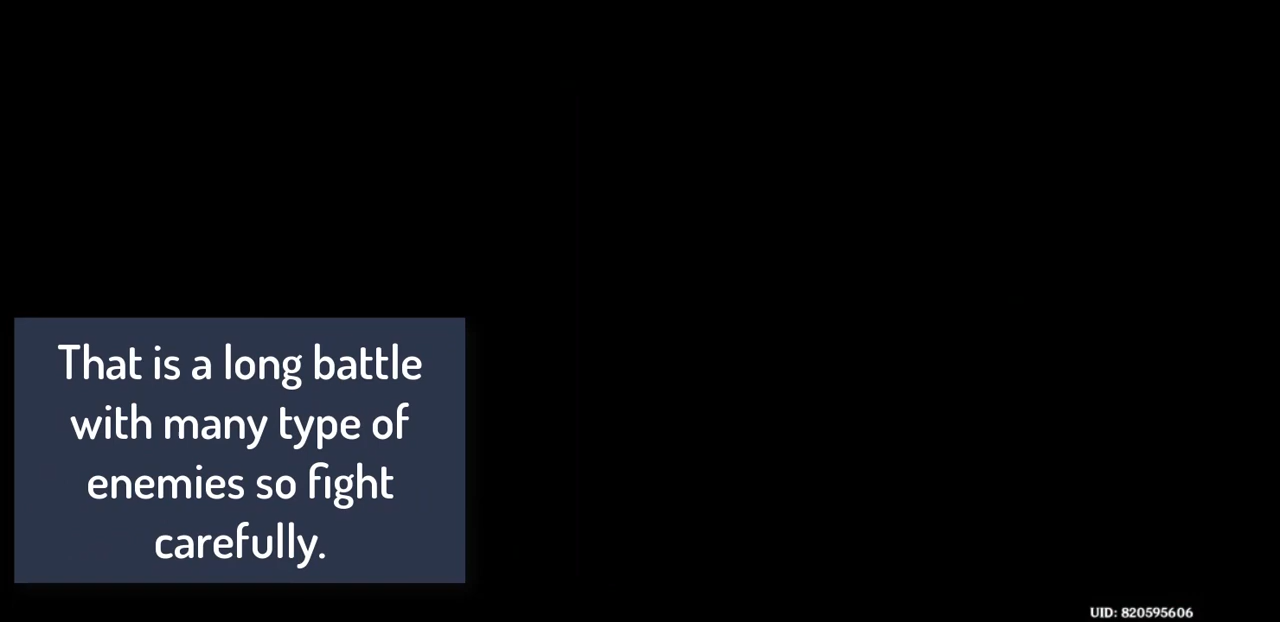 That is a long battle
with many type of
enemies so fight
carefully.
UID: 820595606